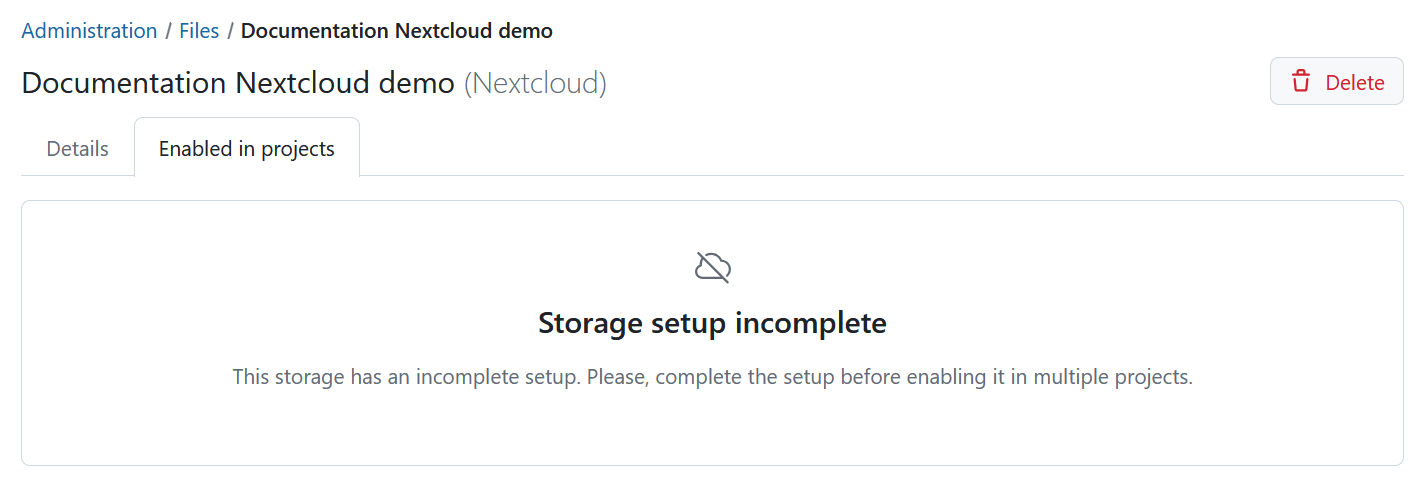 Administration / Files / Documentation Nextcloud demo
Documentation Nextcloud demo (Nextcloud)
Delete
Details
Enabled in projects
Storage setup incomplete
This storage has an incomplete setup. Please, complete the setup before enabling it in multiple projects.